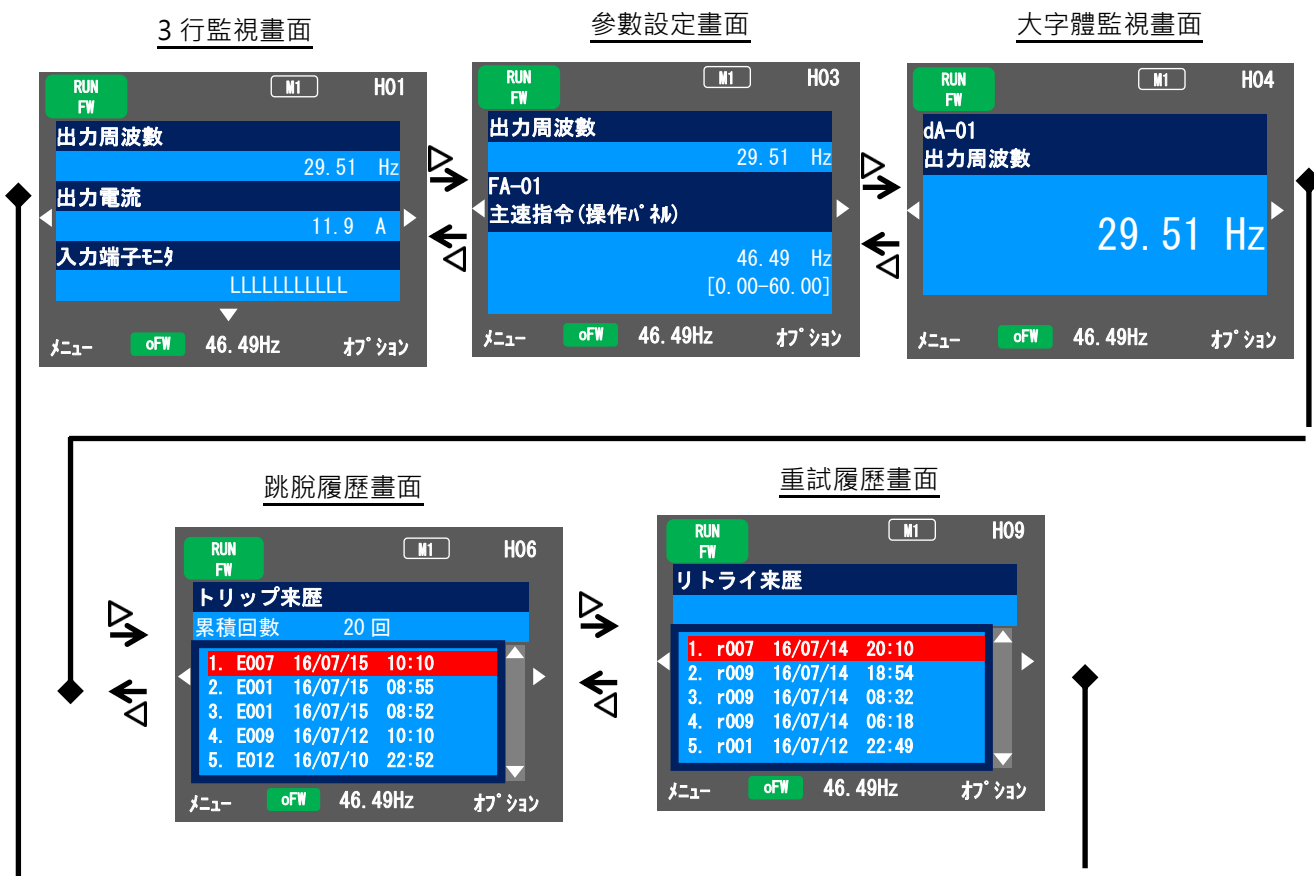 3 行監視畫面
RUN
FW
M1
H01
出力周波數
29.51 Hz
出力電流
11.9 A
入力端子ﾓﾆﾀ
LLLLLLLLLLL
ﾒﾆｭｰ oFW 46.49Hz ｵﾌﾟｼｮﾝ
參數設定畫面
RUN
FW
M1
H03
出力周波數
29.51 Hz
FA-01
主速指令(操作ﾊﾟﾈﾙ)
46.49 Hz
[0.00-60.00]
ﾒﾆｭｰ oFW 46.49Hz ｵﾌﾟｼｮﾝ
大字體監視畫面
RUN
FW
M1
H04
dA-01
出力周波數
29.51 Hz
ﾒﾆｭｰ oFW 46.49Hz ｵﾌﾟｼｮﾝ
跳脫履歷畫面
RUN
FW
M1
H06
トリップ来歴
累積回數 20 回
1. E007 16/07/15 10:10
2. E001 16/07/15 08:55
3. E001 16/07/15 08:52
4. E009 16/07/12 10:10
5. E012 16/07/10 22:52
ﾒﾆｭｰ oFW 46.49Hz ｵﾌﾟｼｮﾝ
重試履歷畫面
RUN
FW
M1
H09
リトライ来歴
1. r007 16/07/14 20:10
2. r009 16/07/14 18:54
3. r009 16/07/14 08:32
4. r009 16/07/14 06:18
5. r001 16/07/12 22:49
ﾒﾆｭｰ oFW 46.49Hz ｵﾌﾟｼｮﾝ